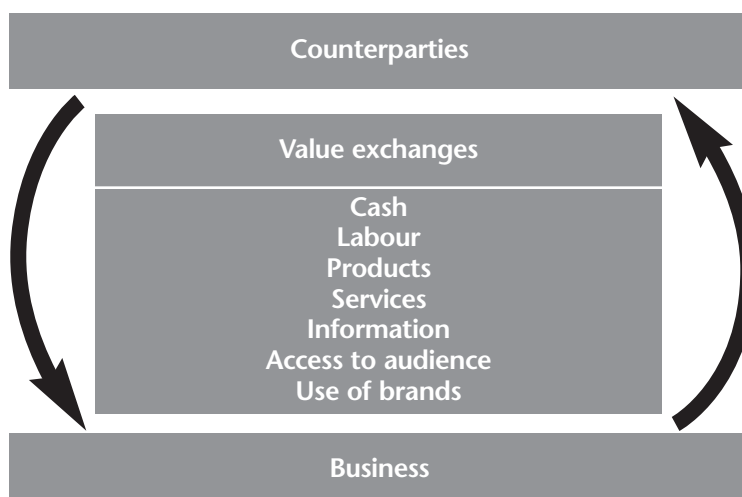 Counterparties
Value exchanges
Cash
Labour
Products
Services
Information
Access to audience
Use of brands
Business